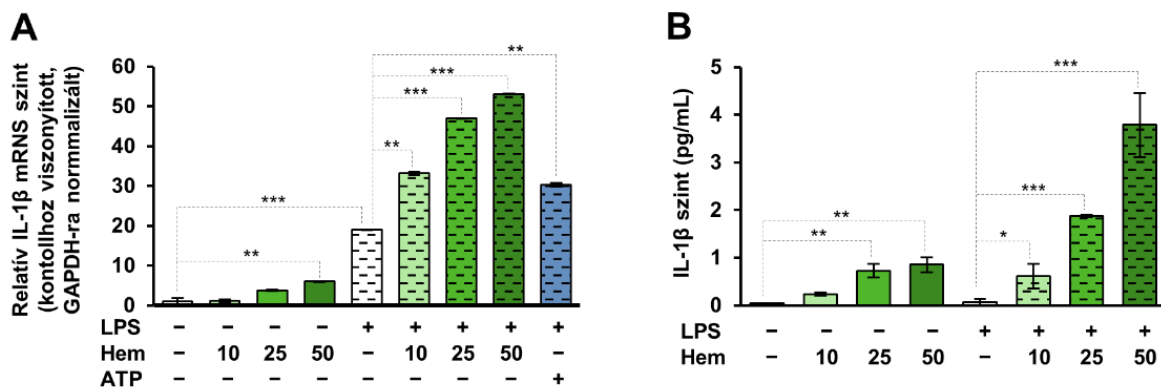 A
Relatív IL-1β mRNS szint
(kontollhoz viszonyított,
GAPDH-ra normmalizált)
60
50
40
30
20
10
0
***
**
**
***
***
**
LPS – – – – + + + + +
Hem – 10 25 50 – 10 25 50 –
ATP – – – – – – – – +
B
IL-1β szint (pg/mL)
5
4
3
2
1
0
**
**
*
***
***
LPS – – – – + + + +
Hem – 10 25 50 – 10 25 50